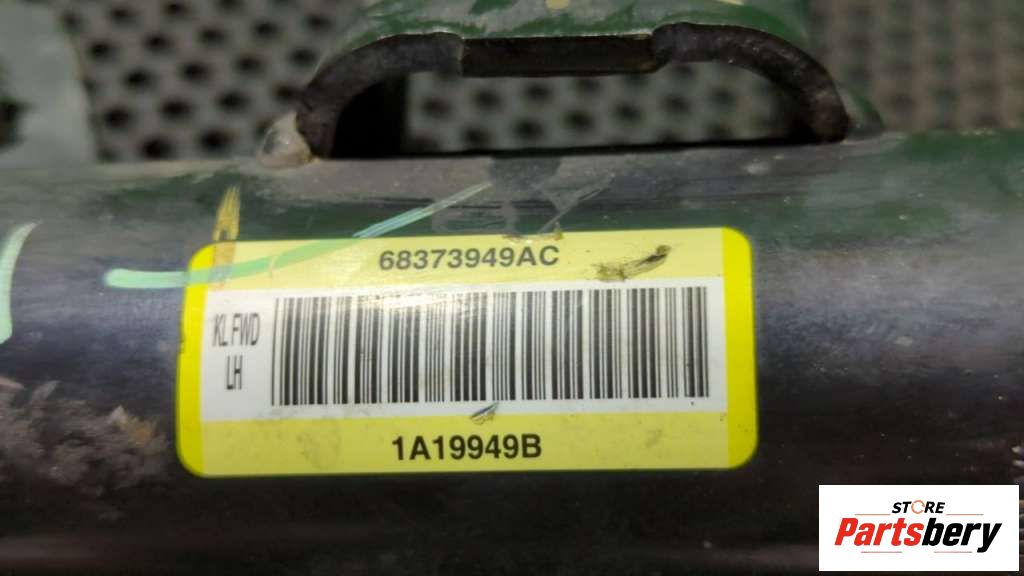 68373949AC
KL FWD
LH
1A19949B
STORE
Partsbery